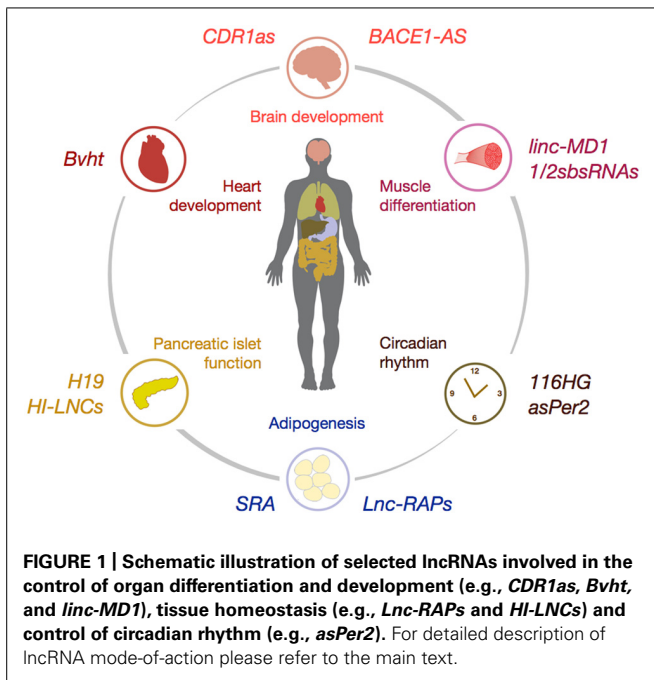 CDR1as BACE1-AS
Brain development
Bvht
Heart
development
linc-MD1
1/2sbsRNAs
Muscle
differentiation
Pancreatic islet
function
H19
HI-LNCs
Circadian
rhythm
12
9 3
6
116HG
asPer2
Adipogenesis
SRA Lnc-RAPs
FIGURE 1 | Schematic illustration of selected lncRNAs involved in the
control of organ differentiation and development (e.g., CDR1as, Bvht,
and linc-MD1), tissue homeostasis (e.g., Lnc-RAPs and HI-LNCs) and
control of circadian rhythm (e.g., asPer2). For detailed description of
lncRNA mode-of-action please refer to the main text.